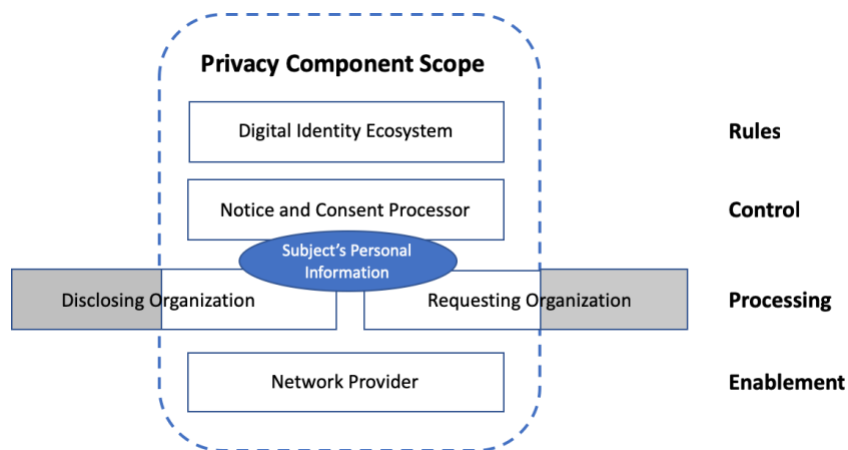 Privacy Component Scope
Digital Identity Ecosystem
Rules
Notice and Consent Processor
Control
Subject’s Personal
Information
Disclosing Organization
Requesting Organization
Processing
Network Provider
Enablement